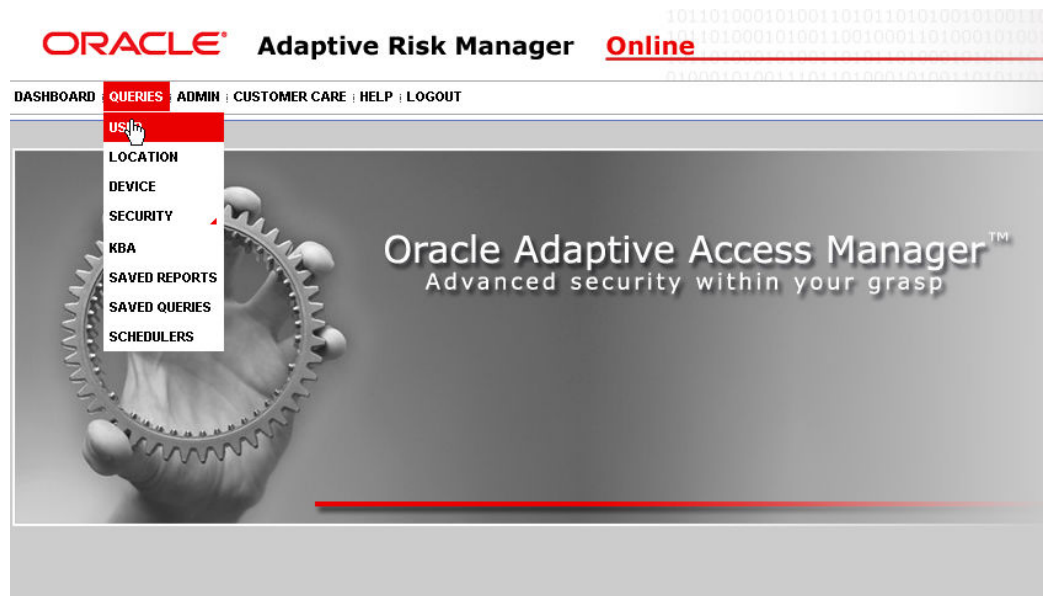 ORACLE® Adaptive Risk Manager Online
DASHBOARD QUERIES ADMIN CUSTOMER CARE HELP LOGOUT
LOCATION
DEVICE
SECURITY
KBA
SAVED REPORTS
SAVED QUERIES
SCHEDULERS
Oracle Adaptive Access Manager™
Advanced security within your grasp